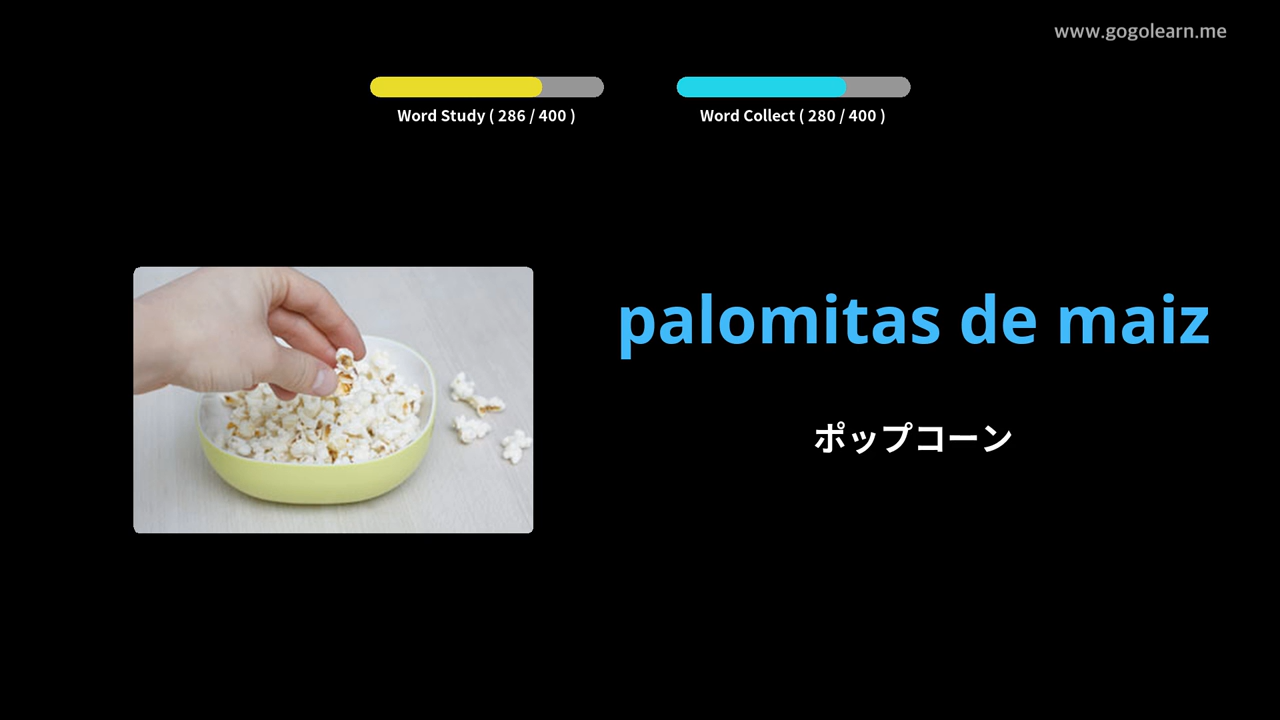 www.gogolearn.me
Word Study ( 286 / 400 )
Word Collect ( 280 / 400 )
palomitas de maiz
ポップコーン